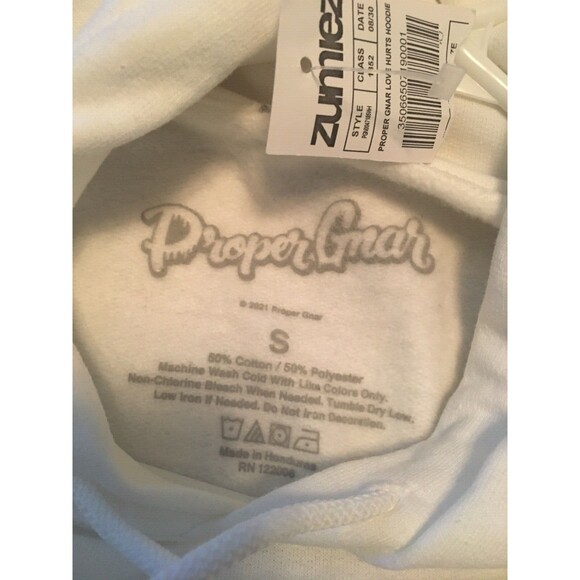 zumiez
STYLE CLASS DATE
1352 08/30
PROPER GNAR LOVE HURTS HOODIE
Proper Gnar
© 2021 Proper Gnar
S
50% Cotton / 50% Polyester
Machine Wash Cold With Like Colors Only.
Non-Chlorine Bleach When Needed. Tumble Dry Low.
Low Iron If Needed. Do Not Iron Decoration.
Made in Honduras
RN